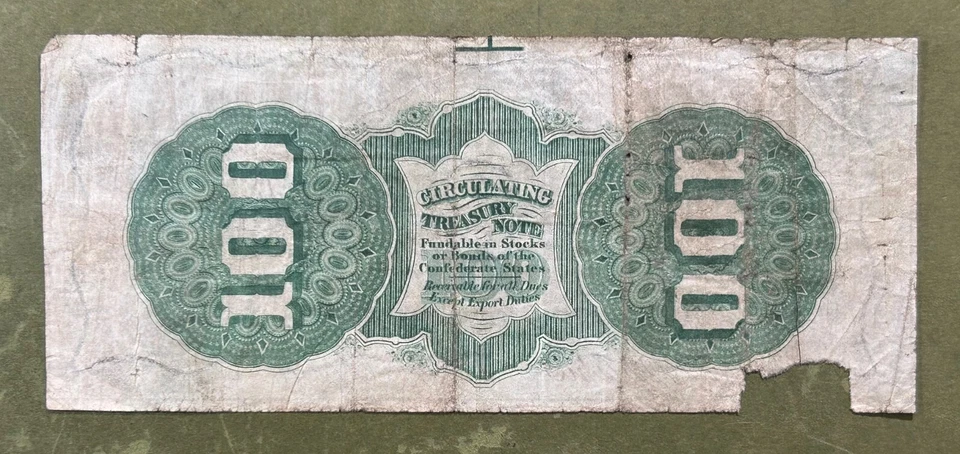 100
CIRCULATING
TREASURY
NOTE
Fundable in Stocks
or Bonds of the
Confederate States
Receivable for all Dues
Except Export Duties
100